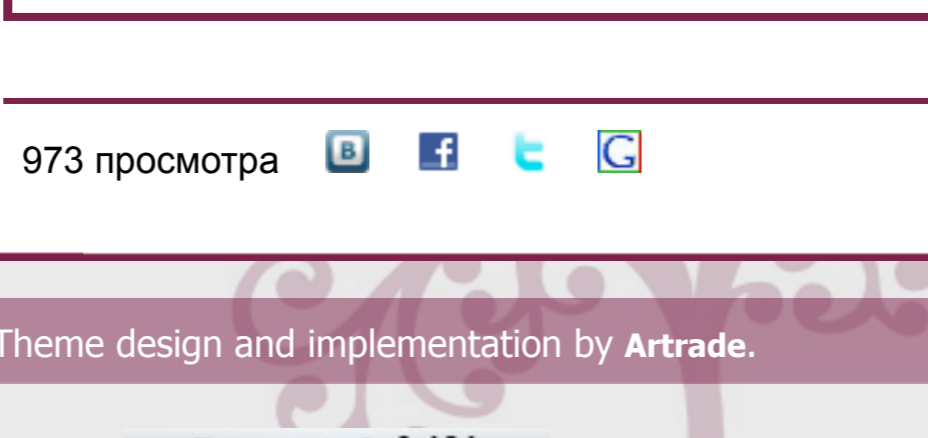 973 просмотра
Theme design and implementation by Artrade.